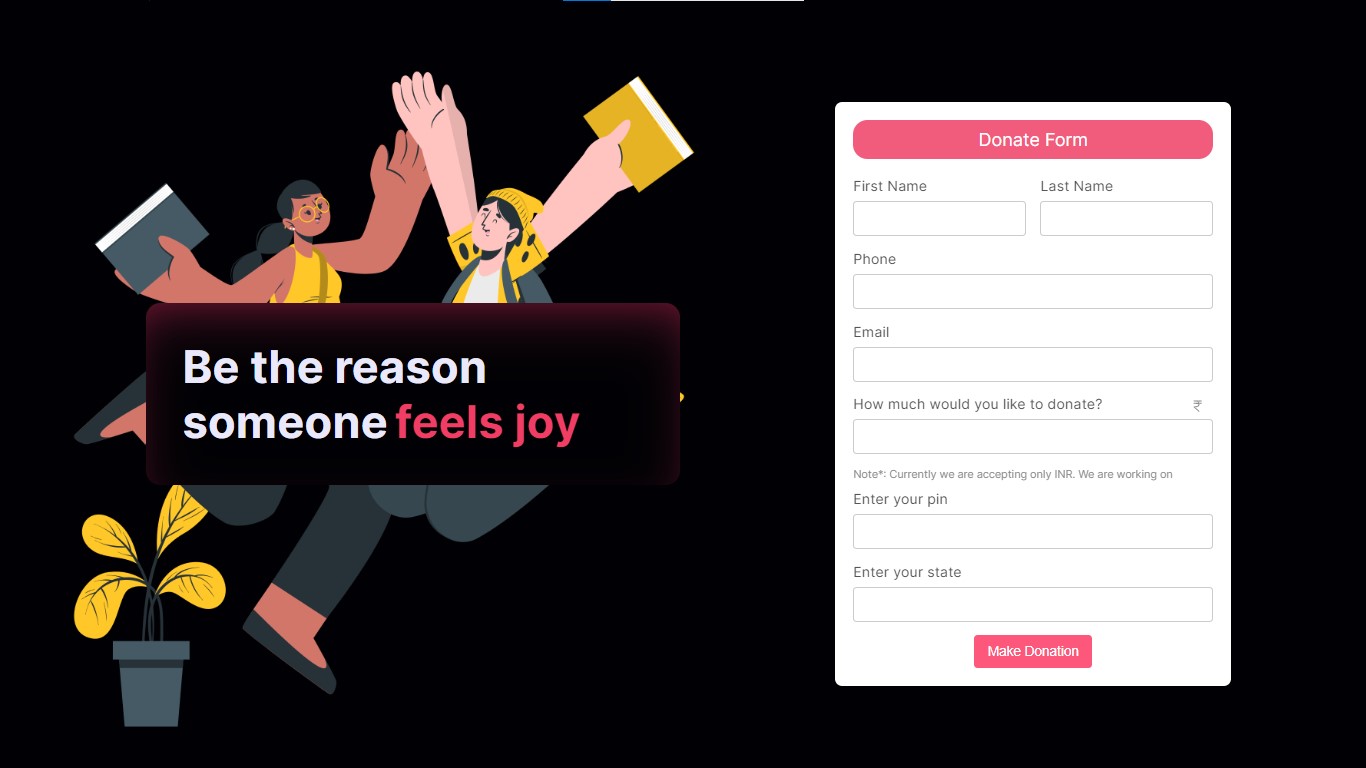 Be the reason
someone feels joy
Donate Form
First Name Last Name
Phone
Email
How much would you like to donate? ₹
Note*: Currently we are accepting only INR. We are working on
Enter your pin
Enter your state
Make Donation